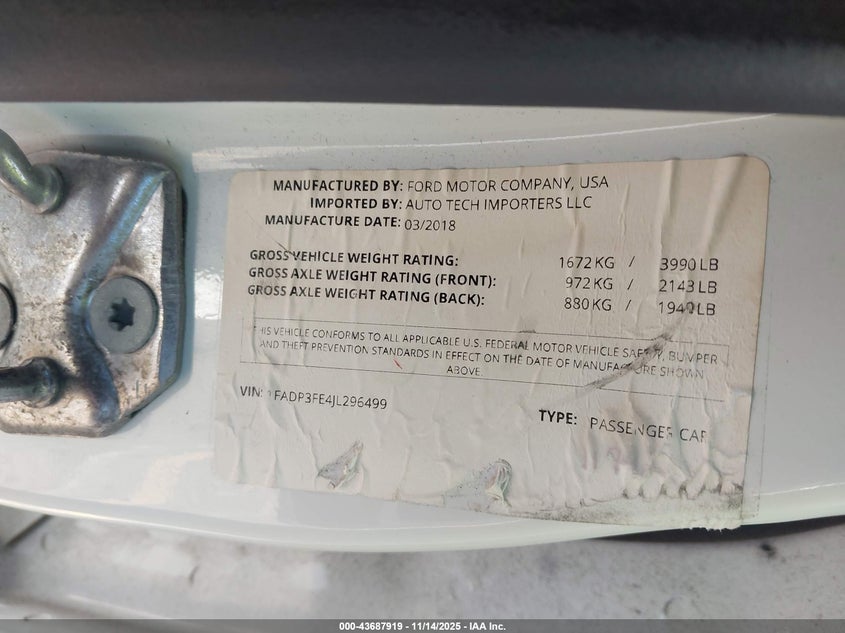 MANUFACTURED BY: FORD MOTOR COMPANY, USA
IMPORTED BY: AUTO TECH IMPORTERS LLC
MANUFACTURE DATE: 03/2018
GROSS VEHICLE WEIGHT RATING: 1672 KG / 3990 LB
GROSS AXLE WEIGHT RATING (FRONT): 972 KG / 2143 LB
GROSS AXLE WEIGHT RATING (BACK): 880 KG / 1940 LB
THIS VEHICLE CONFORMS TO ALL APPLICABLE U.S. FEDERAL MOTOR VEHICLE SAFETY, BUMPER
AND THEFT PREVENTION STANDARDS IN EFFECT ON THE DATE OF MANUFACTURE SHOWN
ABOVE.
VIN: 1FADP3FE4JL296499
TYPE: PASSENGER CAR
000-43687919 - 11/14/2025 - IAA Inc.